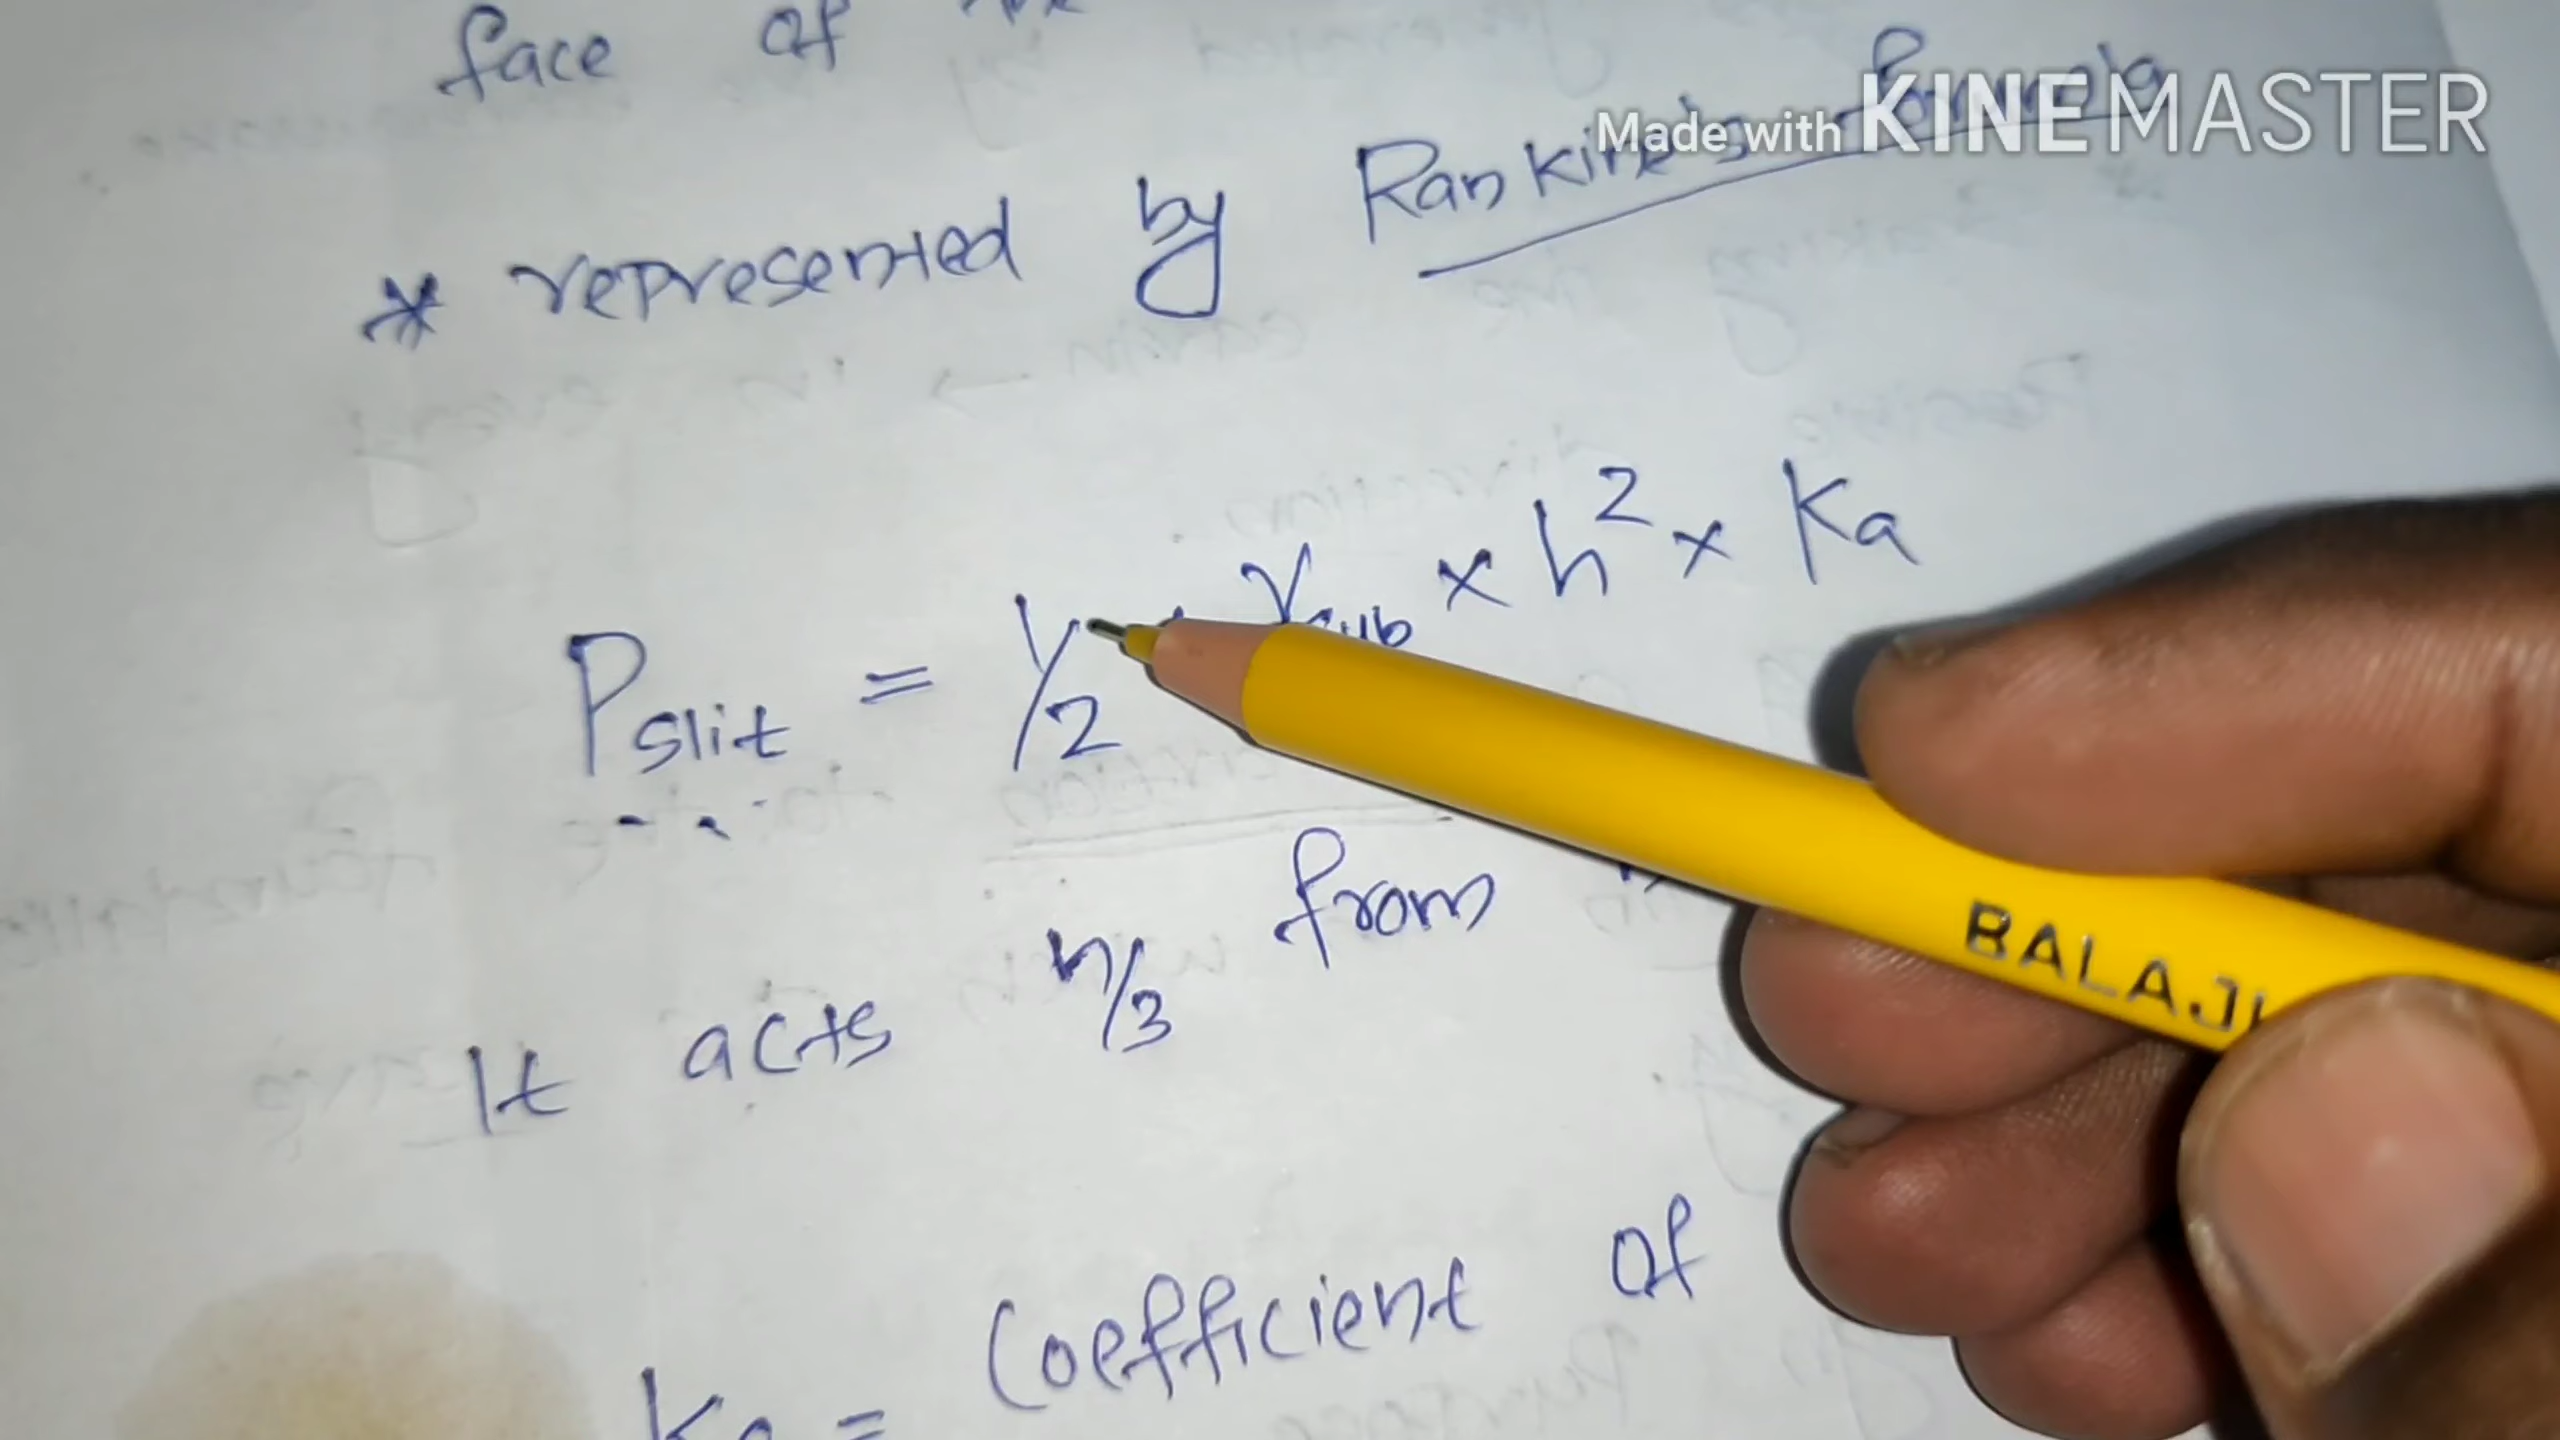 face of
Made with KINEMASTER
* represented by Rankine's formula
Pslit = 1/2 × γsub × h² × Ka
It acts h/3 from
BALAJI
Ka = Coefficient of